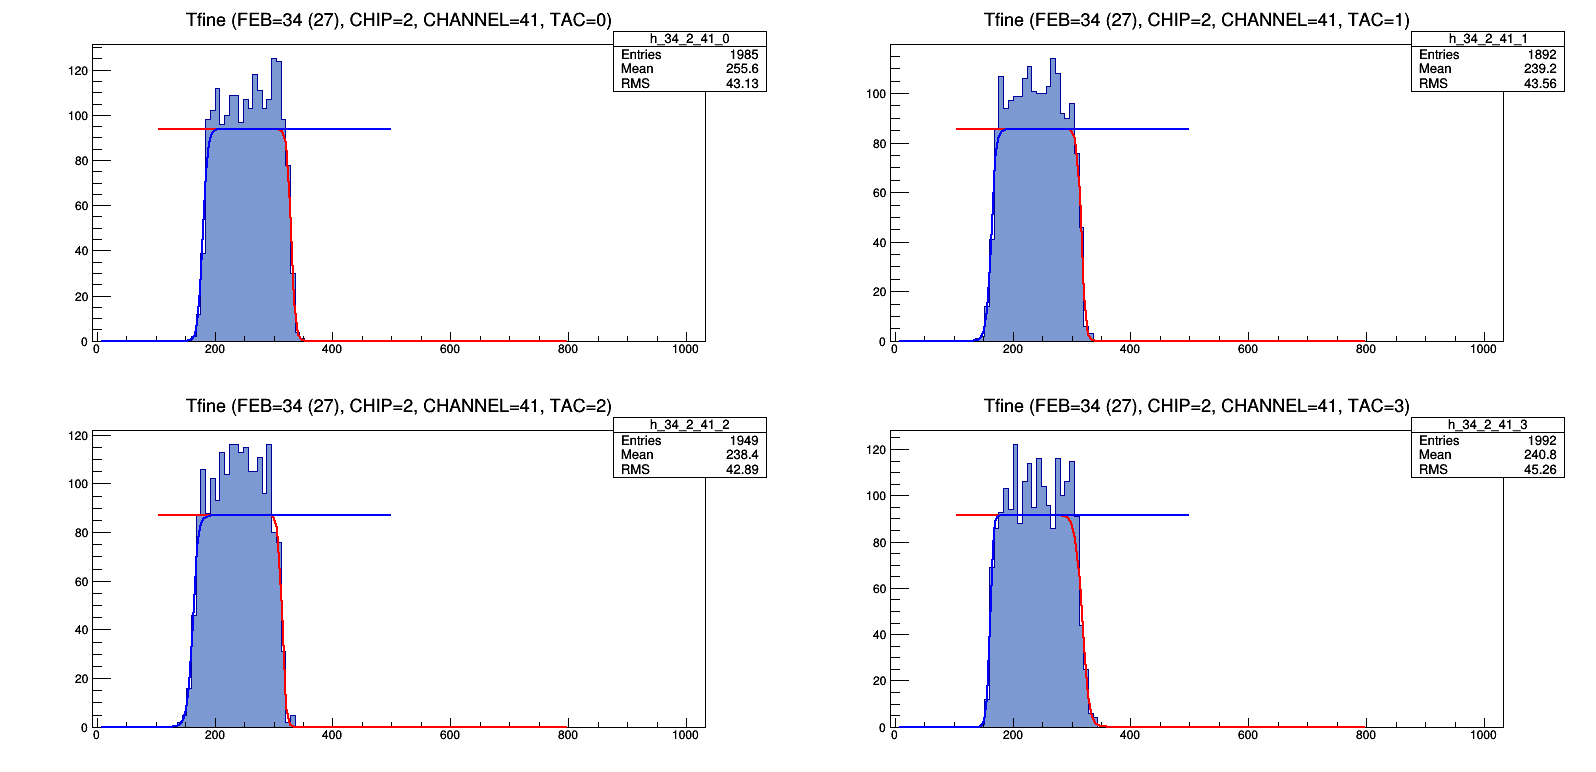 Tfine (FEB=34 (27), CHIP=2, CHANNEL=41, TAC=0)
h_34_2_41_0
Entries 1985
Mean 255.6
RMS 43.13
120
100
80
60
40
20
0
0 200 400 600 800 1000
Tfine (FEB=34 (27), CHIP=2, CHANNEL=41, TAC=1)
h_34_2_41_1
Entries 1892
Mean 239.2
RMS 43.56
100
80
60
40
20
0
0 200 400 600 800 1000
Tfine (FEB=34 (27), CHIP=2, CHANNEL=41, TAC=2)
h_34_2_41_2
Entries 1949
Mean 238.4
RMS 42.89
120
100
80
60
40
20
0
0 200 400 600 800 1000
Tfine (FEB=34 (27), CHIP=2, CHANNEL=41, TAC=3)
h_34_2_41_3
Entries 1992
Mean 240.8
RMS 45.26
120
100
80
60
40
20
0
0 200 400 600 800 1000